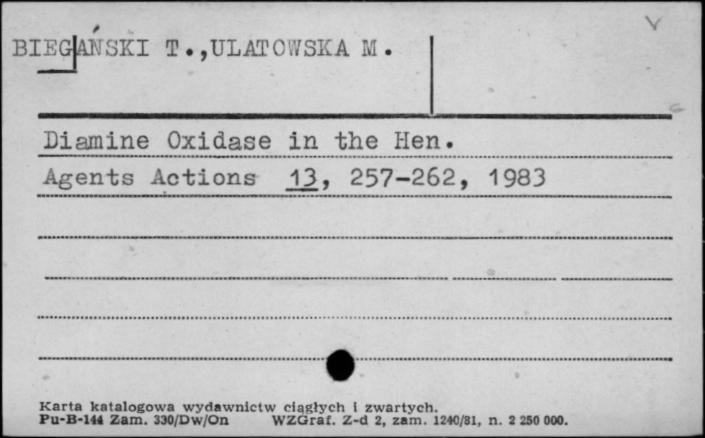 BIEGAŃSKI T.,ULATOWSKA M.
Diamine Oxidase in the Hen.
Agents Actions 13, 257-262, 1983
Karta katalogowa wydawnictw ciągłych i zwartych.
Pu-B-144 Zam. 330/Dw/On WZGraf. Z-d 2, zam. 1240/81, n. 2 250 000.